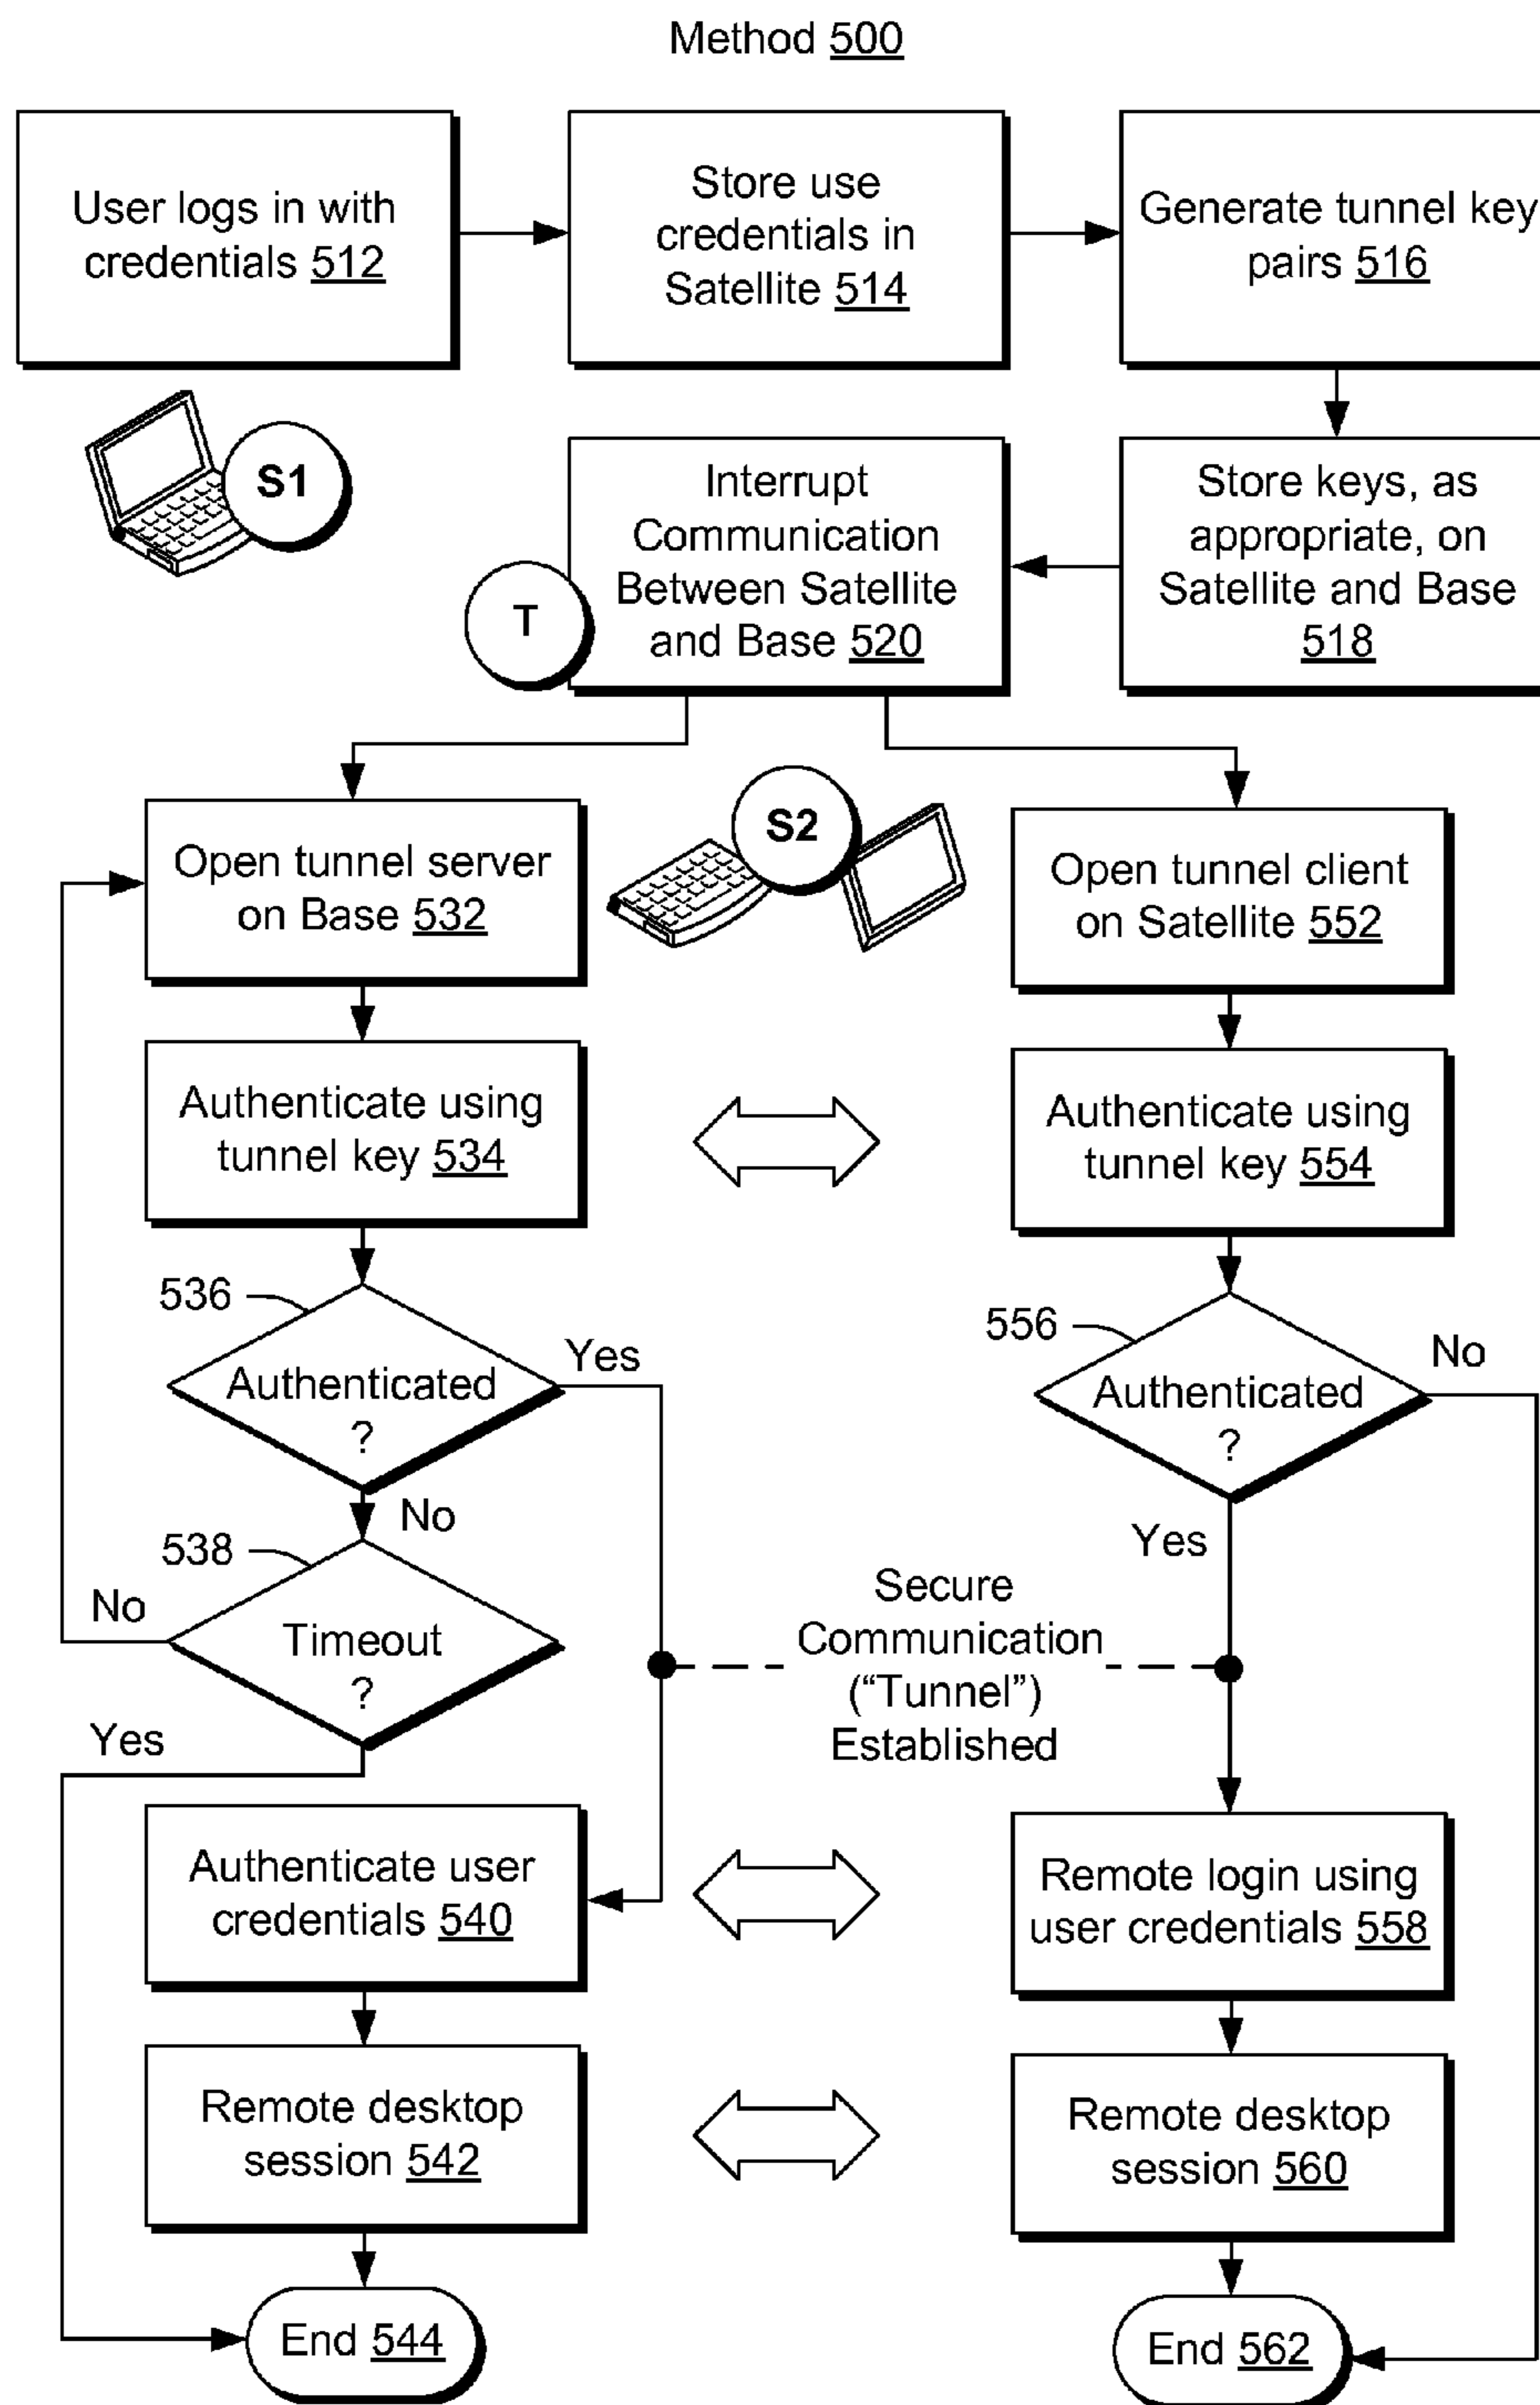 Method 500
User logs in with
credentials 512
Store use
credentials in
Satellite 514
Generate tunnel key
pairs 516
S1
T
Interrupt
Communication
Between Satellite
and Base 520
Store keys, as
appropriate, on
Satellite and Base
518
Open tunnel server
on Base 532
S2
Open tunnel client
on Satellite 552
Authenticate using
tunnel key 534
Authenticate using
tunnel key 554
536
Authenticated
?
Yes
No
556
Authenticated
?
No
Yes
538
Timeout
?
No
Yes
Secure
Communication
(“Tunnel”)
Established
Authenticate user
credentials 540
Remote login using
user credentials 558
Remote desktop
session 542
Remote desktop
session 560
End 544
End 562